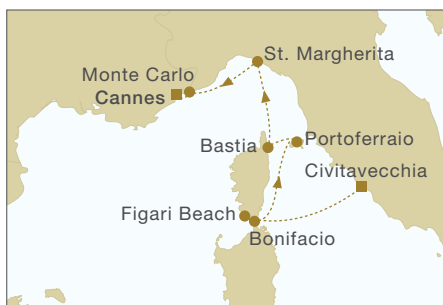 St. Margherita
Monte Carlo
Cannes
Bastia
Portoferraio
Civitavecchia
Figari Beach
Bonifacio